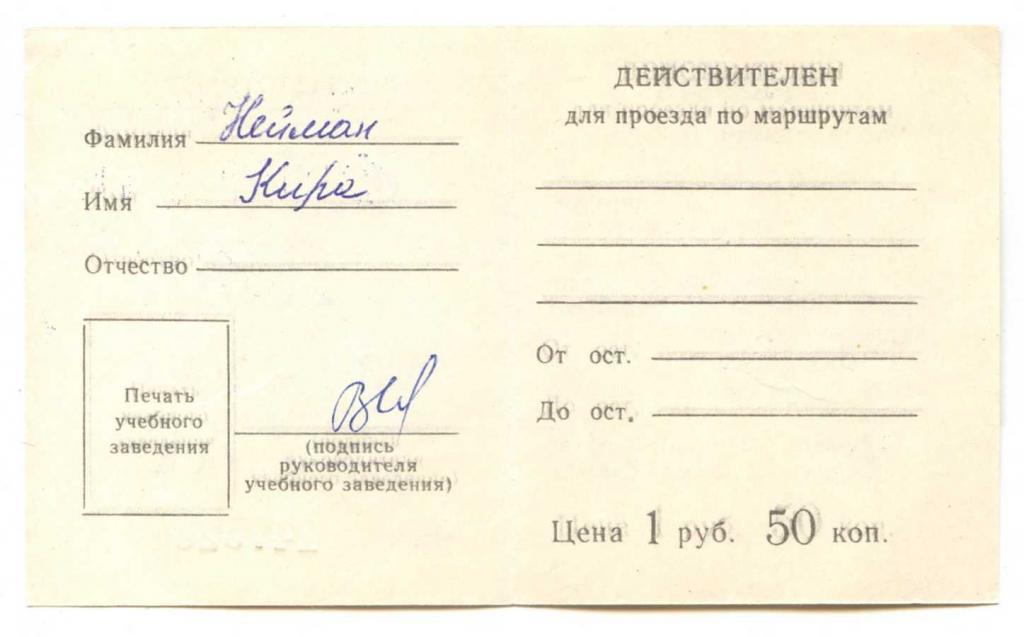 Фамилия Нейман
Имя Кира
Отчество
Печать
учебного
заведения
(подпись
руководителя
учебного заведения)
ДЕЙСТВИТЕЛЕН
для проезда по маршрутам
От ост.
До ост.
Цена 1 руб. 50 коп.